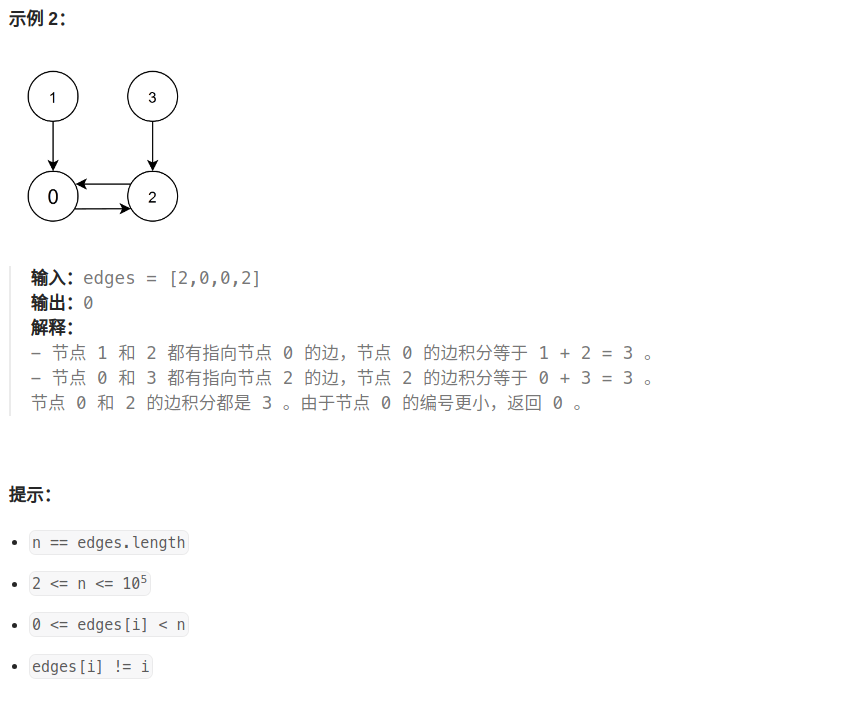 示例 2：
1 3
0 2
输入：edges = [2,0,0,2]
输出：0
解释：
- 节点 1 和 2 都有指向节点 0 的边，节点 0 的边积分等于 1 + 2 = 3 。
- 节点 0 和 3 都有指向节点 2 的边，节点 2 的边积分等于 0 + 3 = 3 。
节点 0 和 2 的边积分都是 3 。由于节点 0 的编号更小，返回 0 。
提示：
• n == edges.length
• 2 <= n <= 10⁵
• 0 <= edges[i] < n
• edges[i] != i